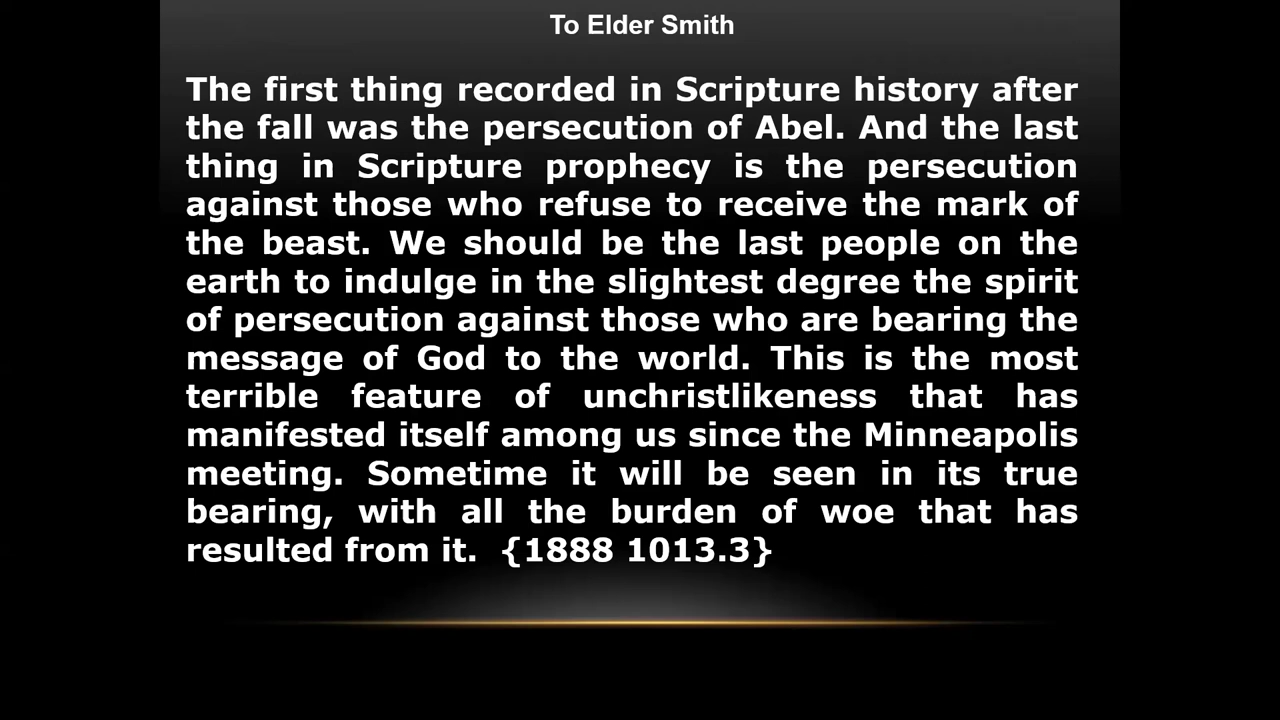 To Elder Smith
The first thing recorded in Scripture history after
the fall was the persecution of Abel. And the last
thing in Scripture prophecy is the persecution
against those who refuse to receive the mark of
the beast. We should be the last people on the
earth to indulge in the slightest degree the spirit
of persecution against those who are bearing the
message of God to the world. This is the most
terrible feature of unchristlikeness that has
manifested itself among us since the Minneapolis
meeting. Sometime it will be seen in its true
bearing, with all the burden of woe that has
resulted from it. {1888 1013.3}